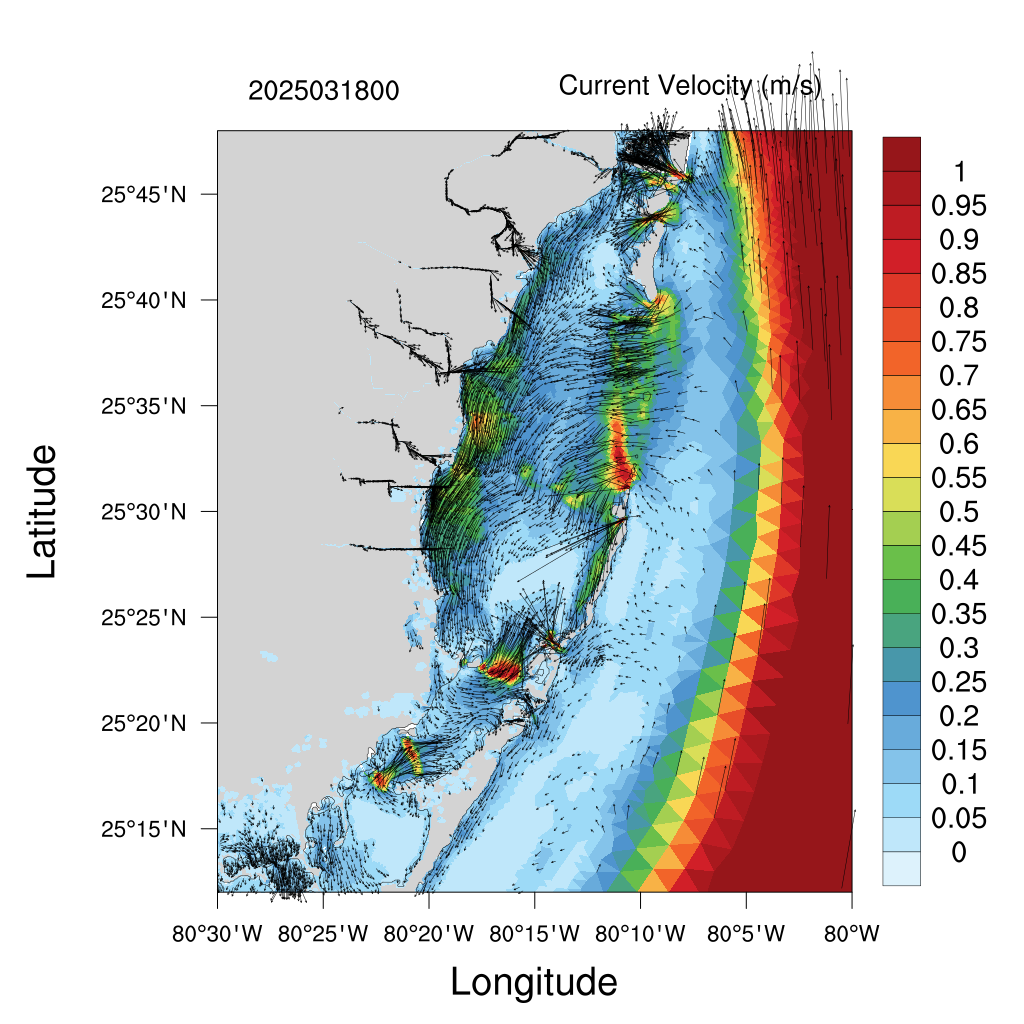 2025031800 Current Velocity (m/s)
25°45'N
25°40'N
25°35'N
25°30'N
25°25'N
25°20'N
25°15'N
Latitude
80°30'W 80°25'W 80°20'W 80°15'W 80°10'W 80°5'W 80°W
Longitude
1
0.95
0.9
0.85
0.8
0.75
0.7
0.65
0.6
0.55
0.5
0.45
0.4
0.35
0.3
0.25
0.2
0.15
0.1
0.05
0